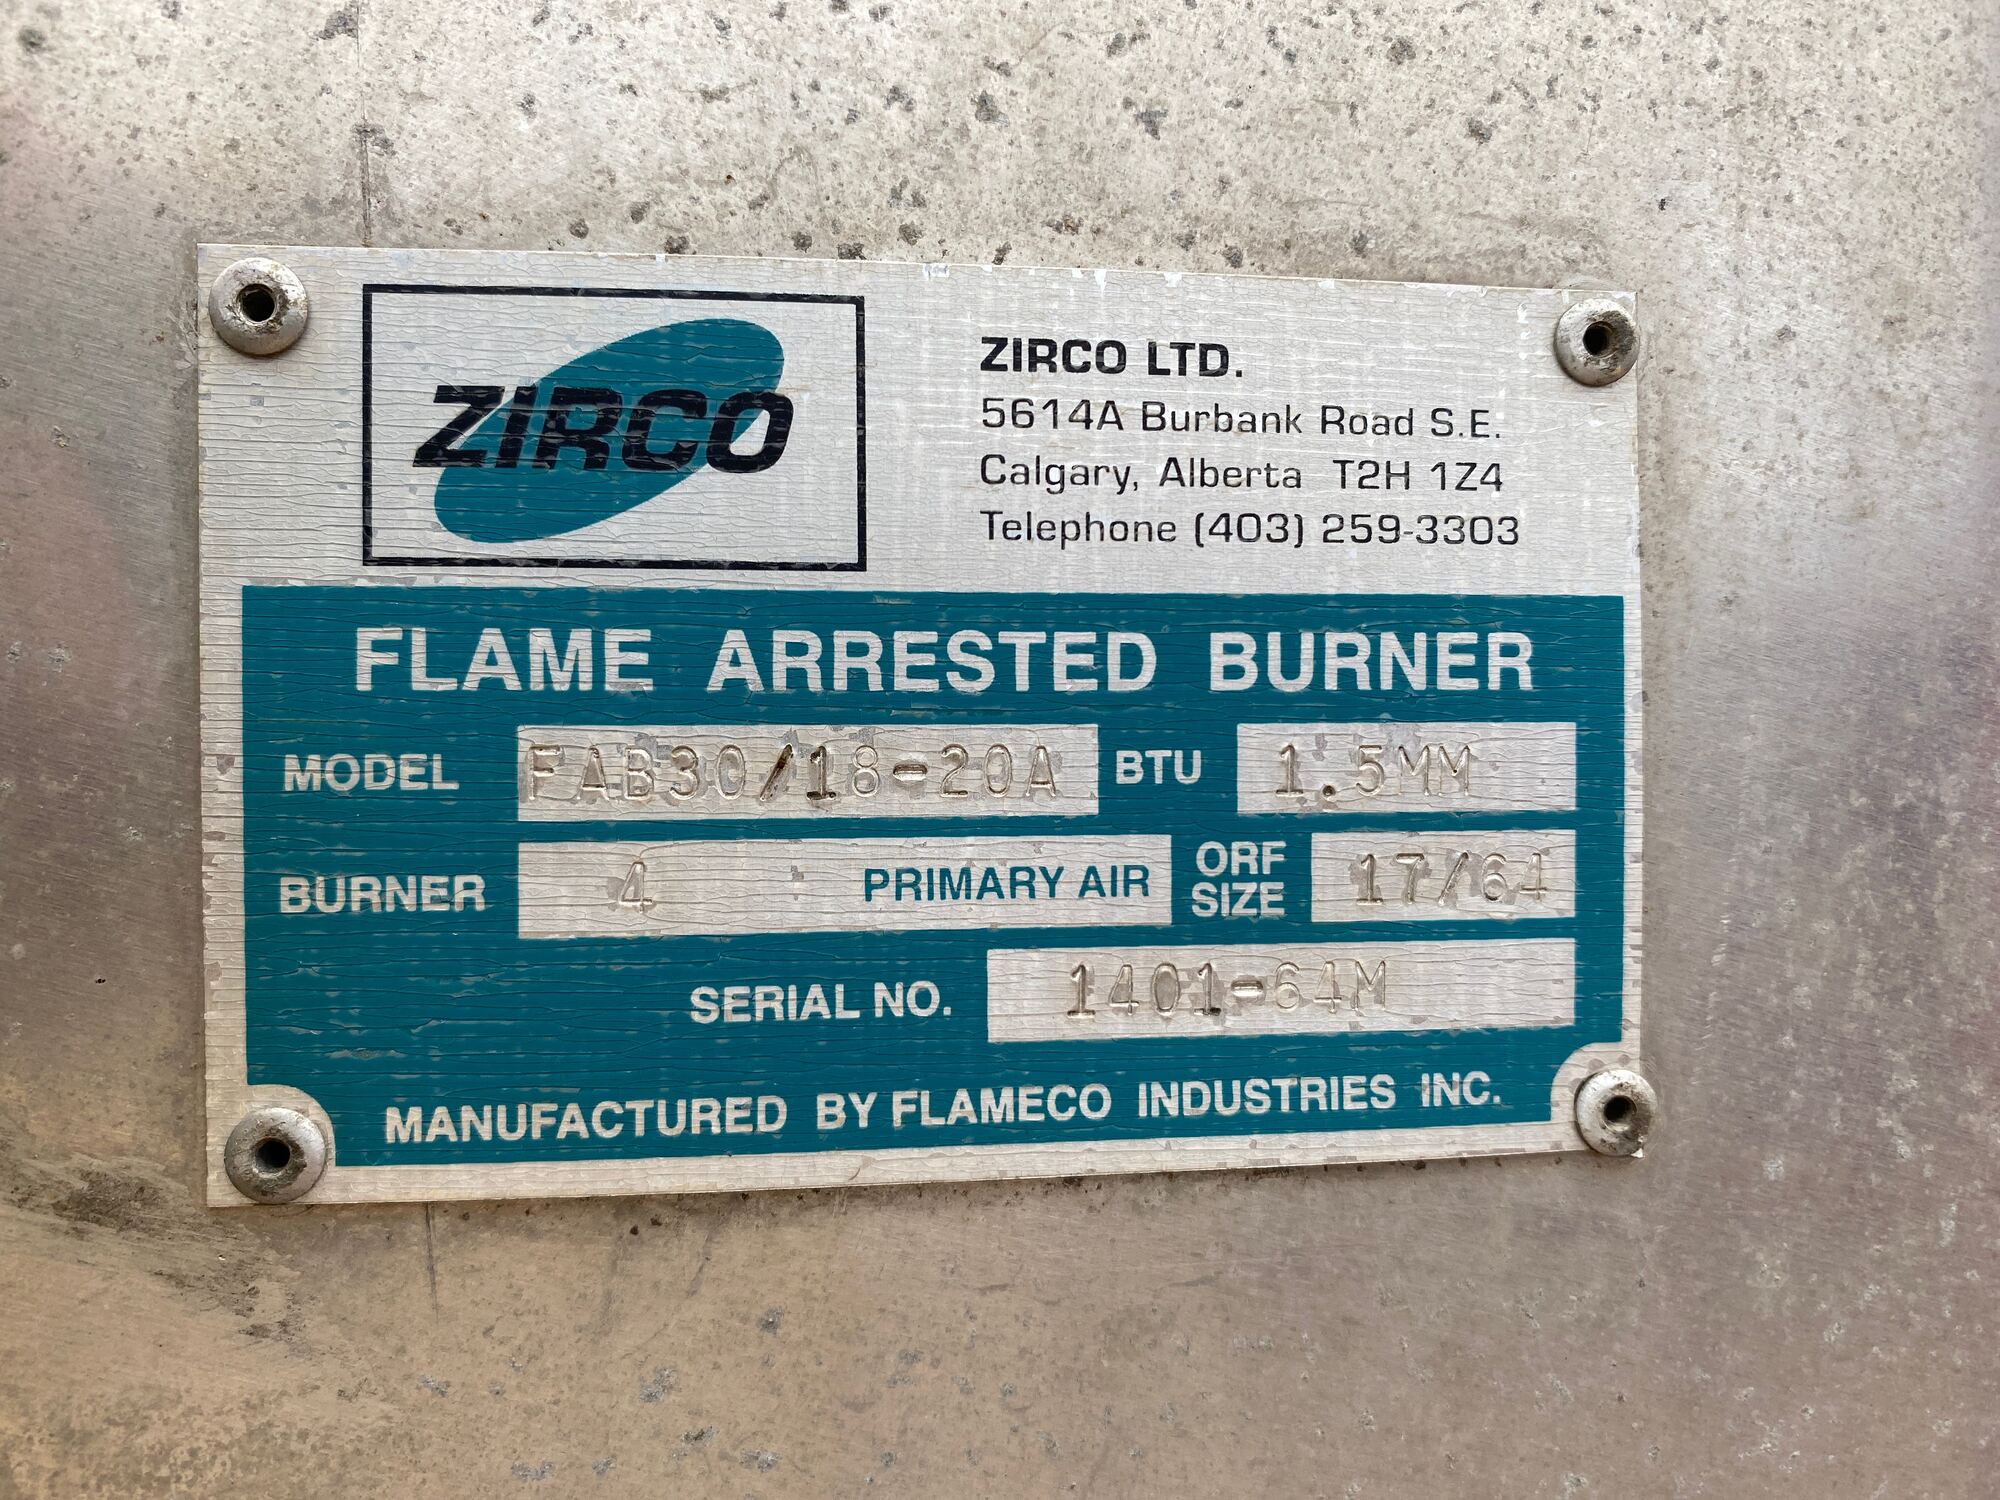 ZIRCO
ZIRCO LTD.
5614A Burbank Road S.E.
Calgary, Alberta T2H 1Z4
Telephone (403) 259-3303
FLAME ARRESTED BURNER
MODEL FAB30/18-20A BTU 1.5MM
BURNER 4 PRIMARY AIR ORF SIZE 17/64
SERIAL NO. 1401-64M
MANUFACTURED BY FLAMECO INDUSTRIES INC.